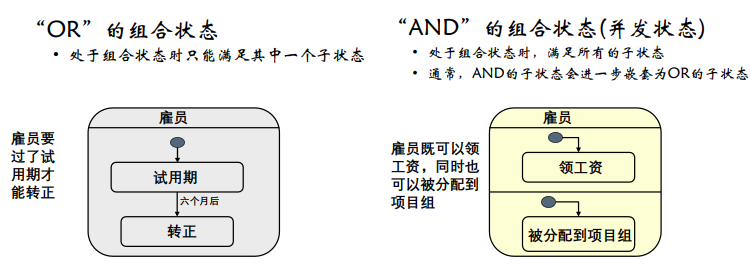 “OR”的组合状态
• 处于组合状态时只能满足其中一个子状态
雇员要
过了试
用期才
能转正
雇员
试用期
六个月后
转正
“AND”的组合状态(并发状态)
• 处于组合状态时，满足所有的子状态
• 通常，AND的子状态会进一步嵌套为OR的子状态
雇员既可以领
工资，同时也
可以被分配到
项目组
雇员
领工资
被分配到项目组